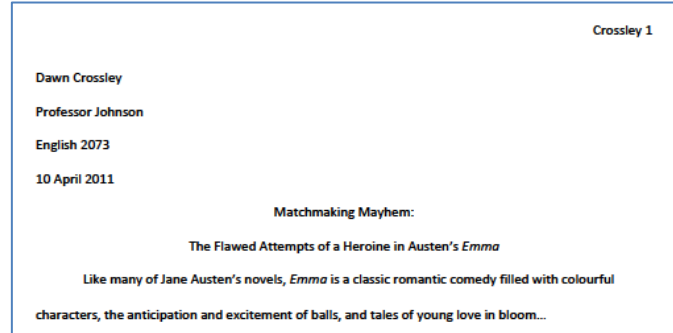 Crossley 1
Dawn Crossley
Professor Johnson
English 2073
10 April 2011
Matchmaking Mayhem:
The Flawed Attempts of a Heroine in Austen's Emma
Like many of Jane Austen's novels, Emma is a classic romantic comedy filled with colourful
characters, the anticipation and excitement of balls, and tales of young love in bloom…